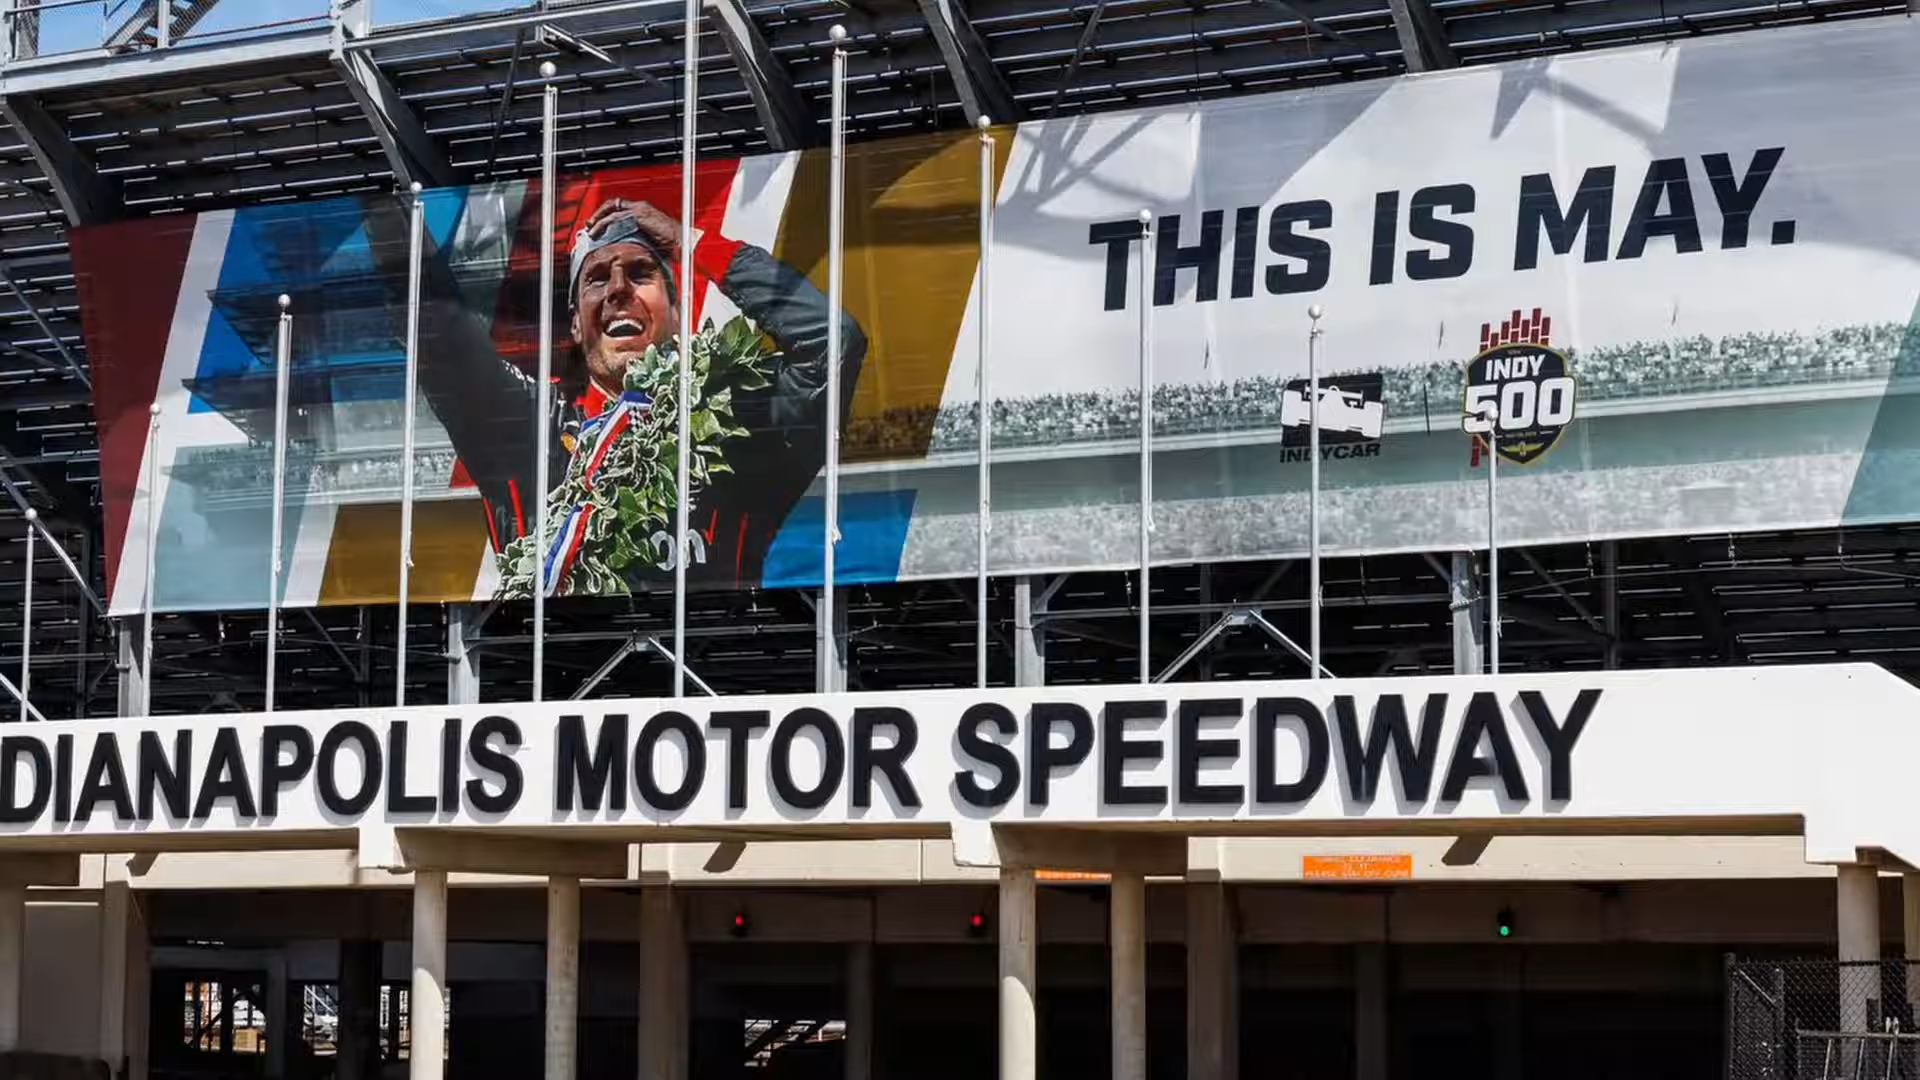 THIS IS MAY.
INDYCAR
INDY
500
DIANAPOLIS MOTOR SPEEDWAY